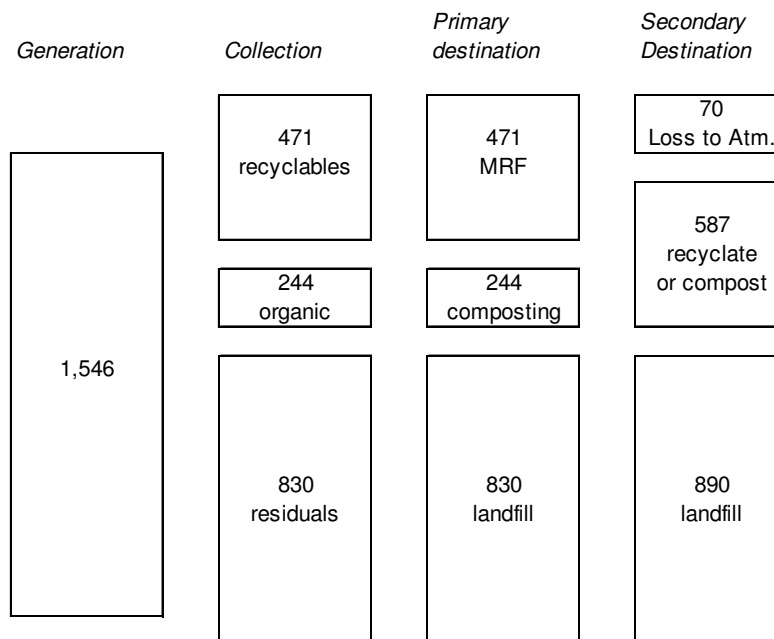 Generation
Collection
Primary
destination
Secondary
Destination
1,546
471
recyclables
244
organic
830
residuals
471
MRF
244
composting
830
landfill
70
Loss to Atm.
587
recyclate
or compost
890
landfill